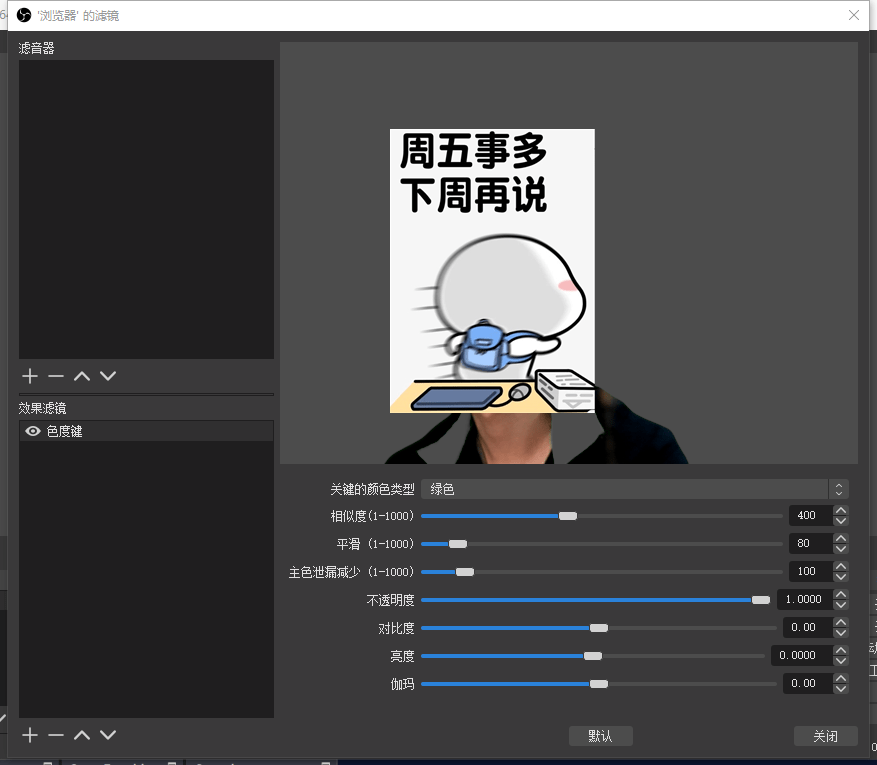 '浏览器' 的滤镜
滤音器
周五事多
下周再说
效果滤镜
色度键
关键的颜色类型 绿色
相似度(1-1000) 400
平滑 (1-1000) 80
主色泄漏减少 (1-1000) 100
不透明度 1.0000
对比度 0.00
亮度 0.0000
伽玛 0.00
默认 关闭